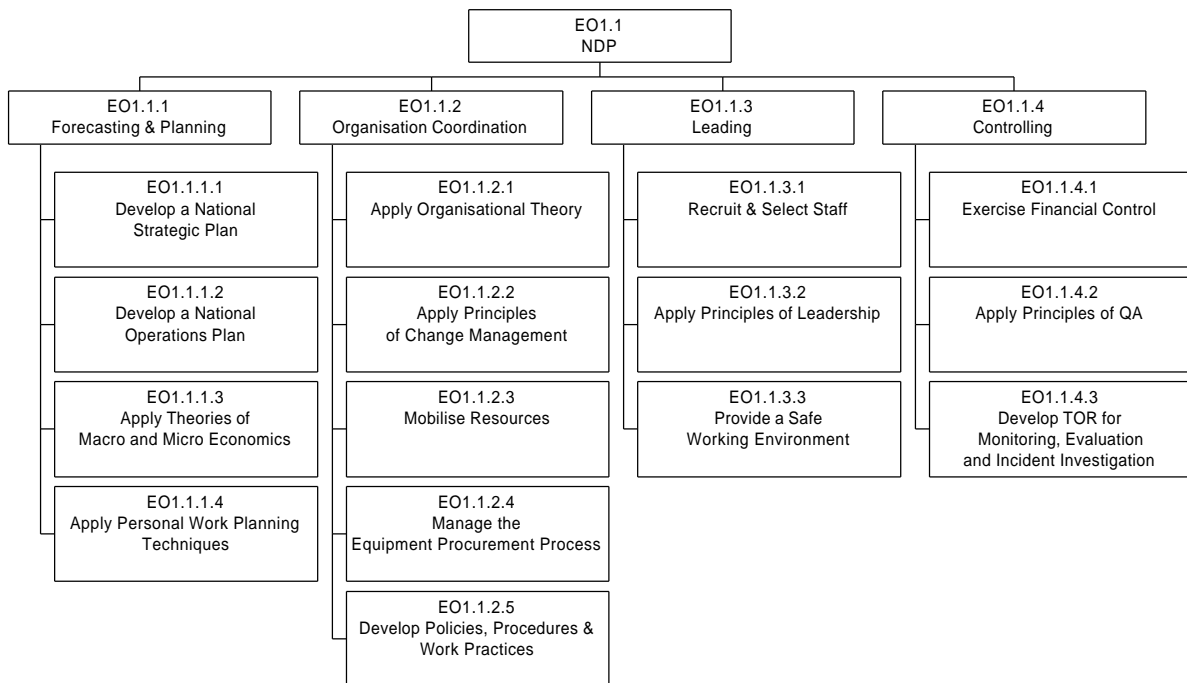 EO1.1
NDP
EO1.1.1
Forecasting & Planning
EO1.1.1.1
Develop a National
Strategic Plan
EO1.1.1.2
Develop a National
Operations Plan
EO1.1.1.3
Apply Theories of
Macro and Micro Economics
EO1.1.1.4
Apply Personal Work Planning
Techniques
EO1.1.2
Organisation Coordination
EO1.1.2.1
Apply Organisational Theory
EO1.1.2.2
Apply Principles
of Change Management
EO1.1.2.3
Mobilise Resources
EO1.1.2.4
Manage the
Equipment Procurement Process
EO1.1.2.5
Develop Policies, Procedures &
Work Practices
EO1.1.3
Leading
EO1.1.3.1
Recruit & Select Staff
EO1.1.3.2
Apply Principles of Leadership
EO1.1.3.3
Provide a Safe
Working Environment
EO1.1.4
Controlling
EO1.1.4.1
Exercise Financial Control
EO1.1.4.2
Apply Principles of QA
EO1.1.4.3
Develop TOR for
Monitoring, Evaluation
and Incident Investigation